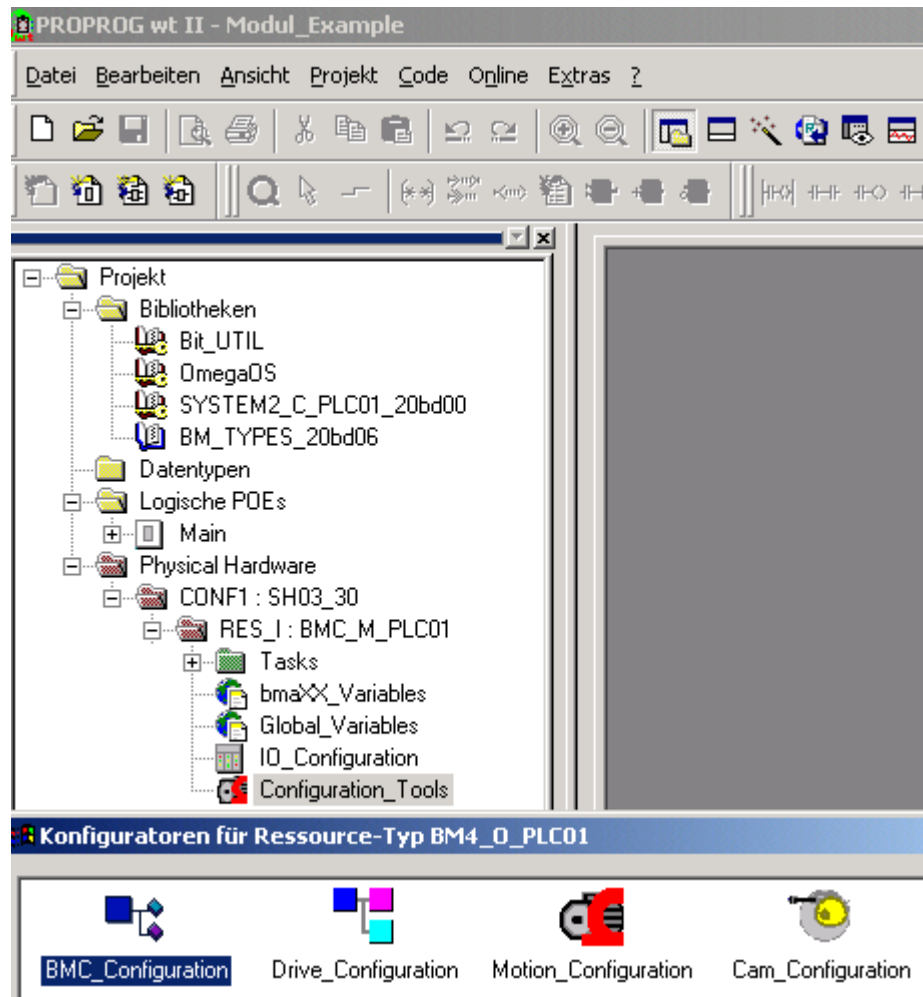 PROPROG wt II - Modul_Example
Datei Bearbeiten Ansicht Projekt Code Online Extras ?
Projekt
Bibliotheken
Bit_UTIL
OmegaOS
SYSTEM2_C_PLC01_20bd00
BM_TYPES_20bd06
Datentypen
Logische POEs
Main
Physical Hardware
CONF1 : SH03_30
RES_I : BMC_M_PLC01
Tasks
bmaXX_Variables
Global_Variables
IO_Configuration
Configuration_Tools
Konfiguratoren für Ressource-Typ BM4_O_PLC01
BMC_Configuration Drive_Configuration Motion_Configuration Cam_Configuration